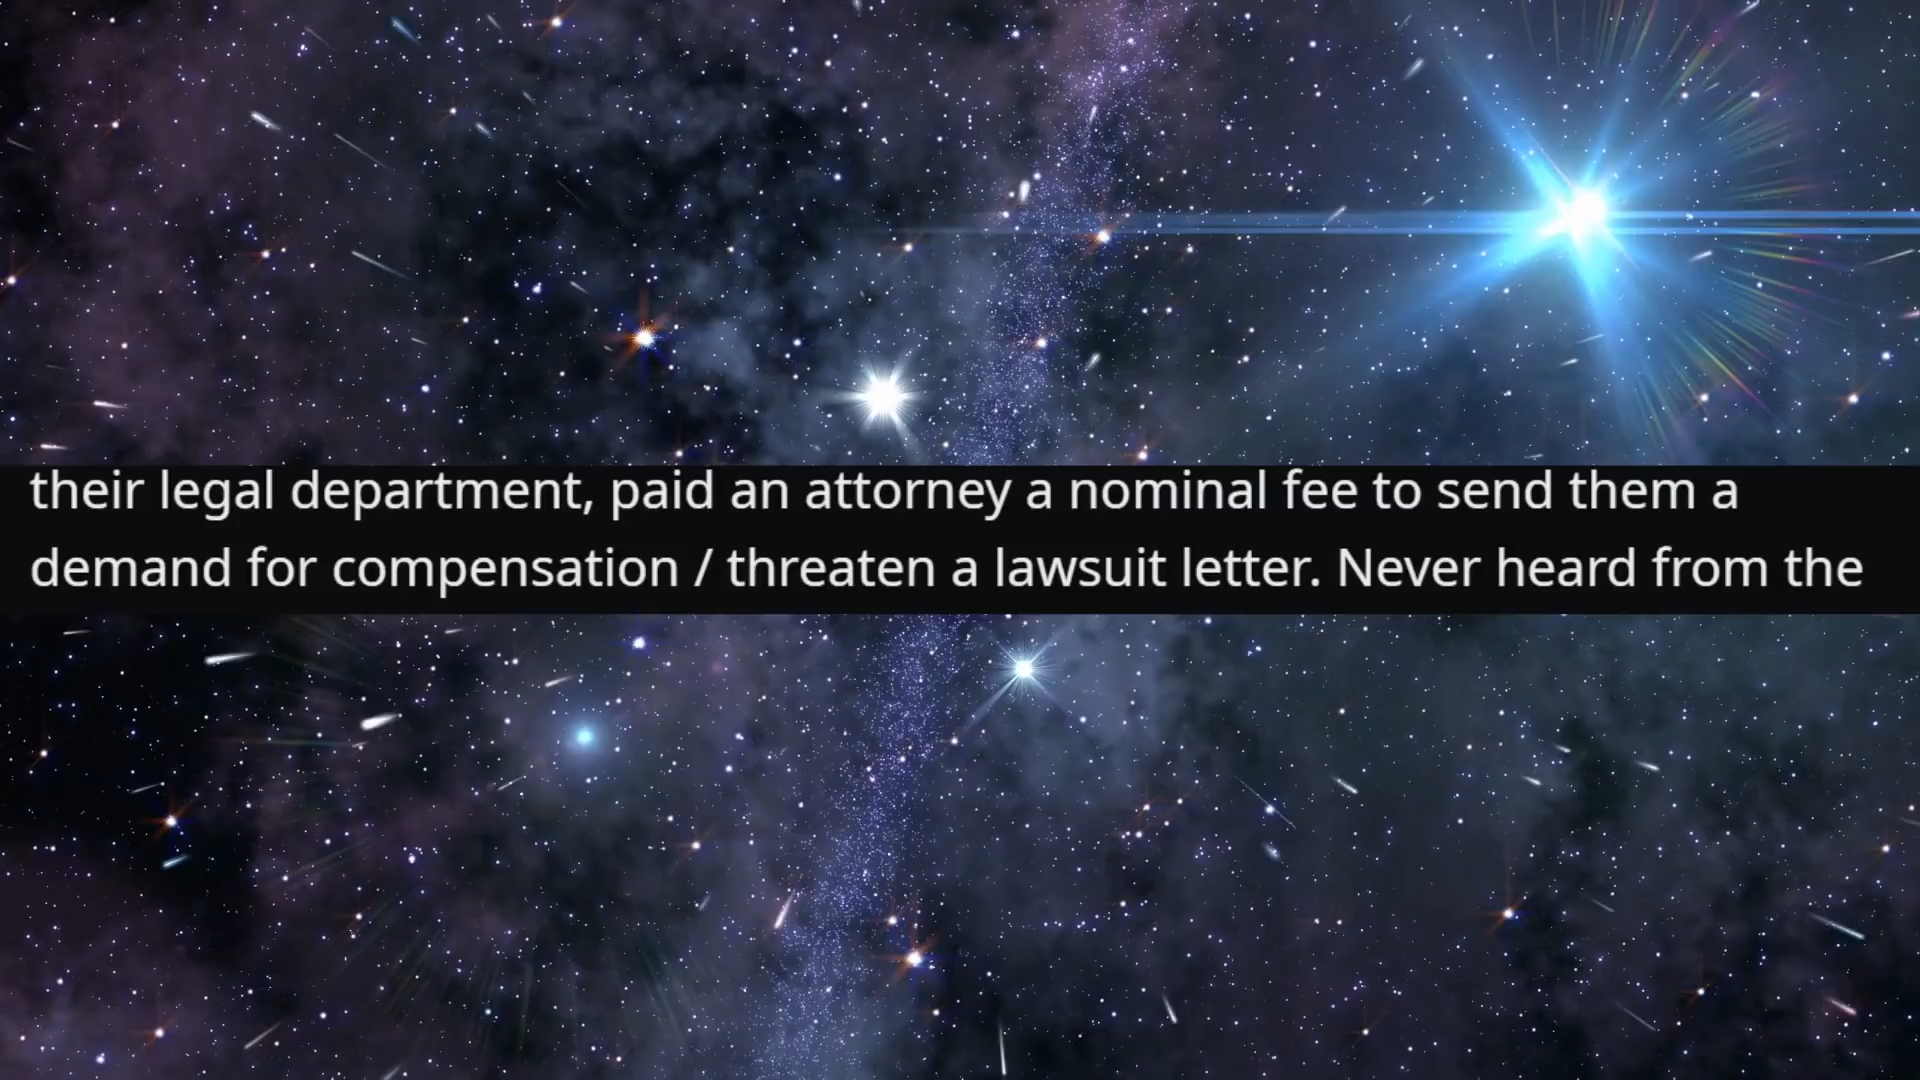 their legal department, paid an attorney a nominal fee to send them a
demand for compensation / threaten a lawsuit letter. Never heard from the